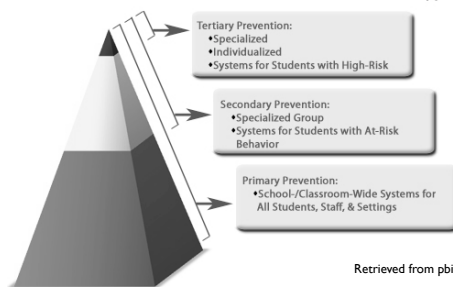 Tertiary Prevention:
♦Specialized
♦Individualized
♦Systems for Students with High-Risk
Secondary Prevention:
♦Specialized Group
♦Systems for Students with At-Risk
Behavior
Primary Prevention:
♦School-/Classroom-Wide Systems for
All Students, Staff, & Settings
Retrieved from pbi